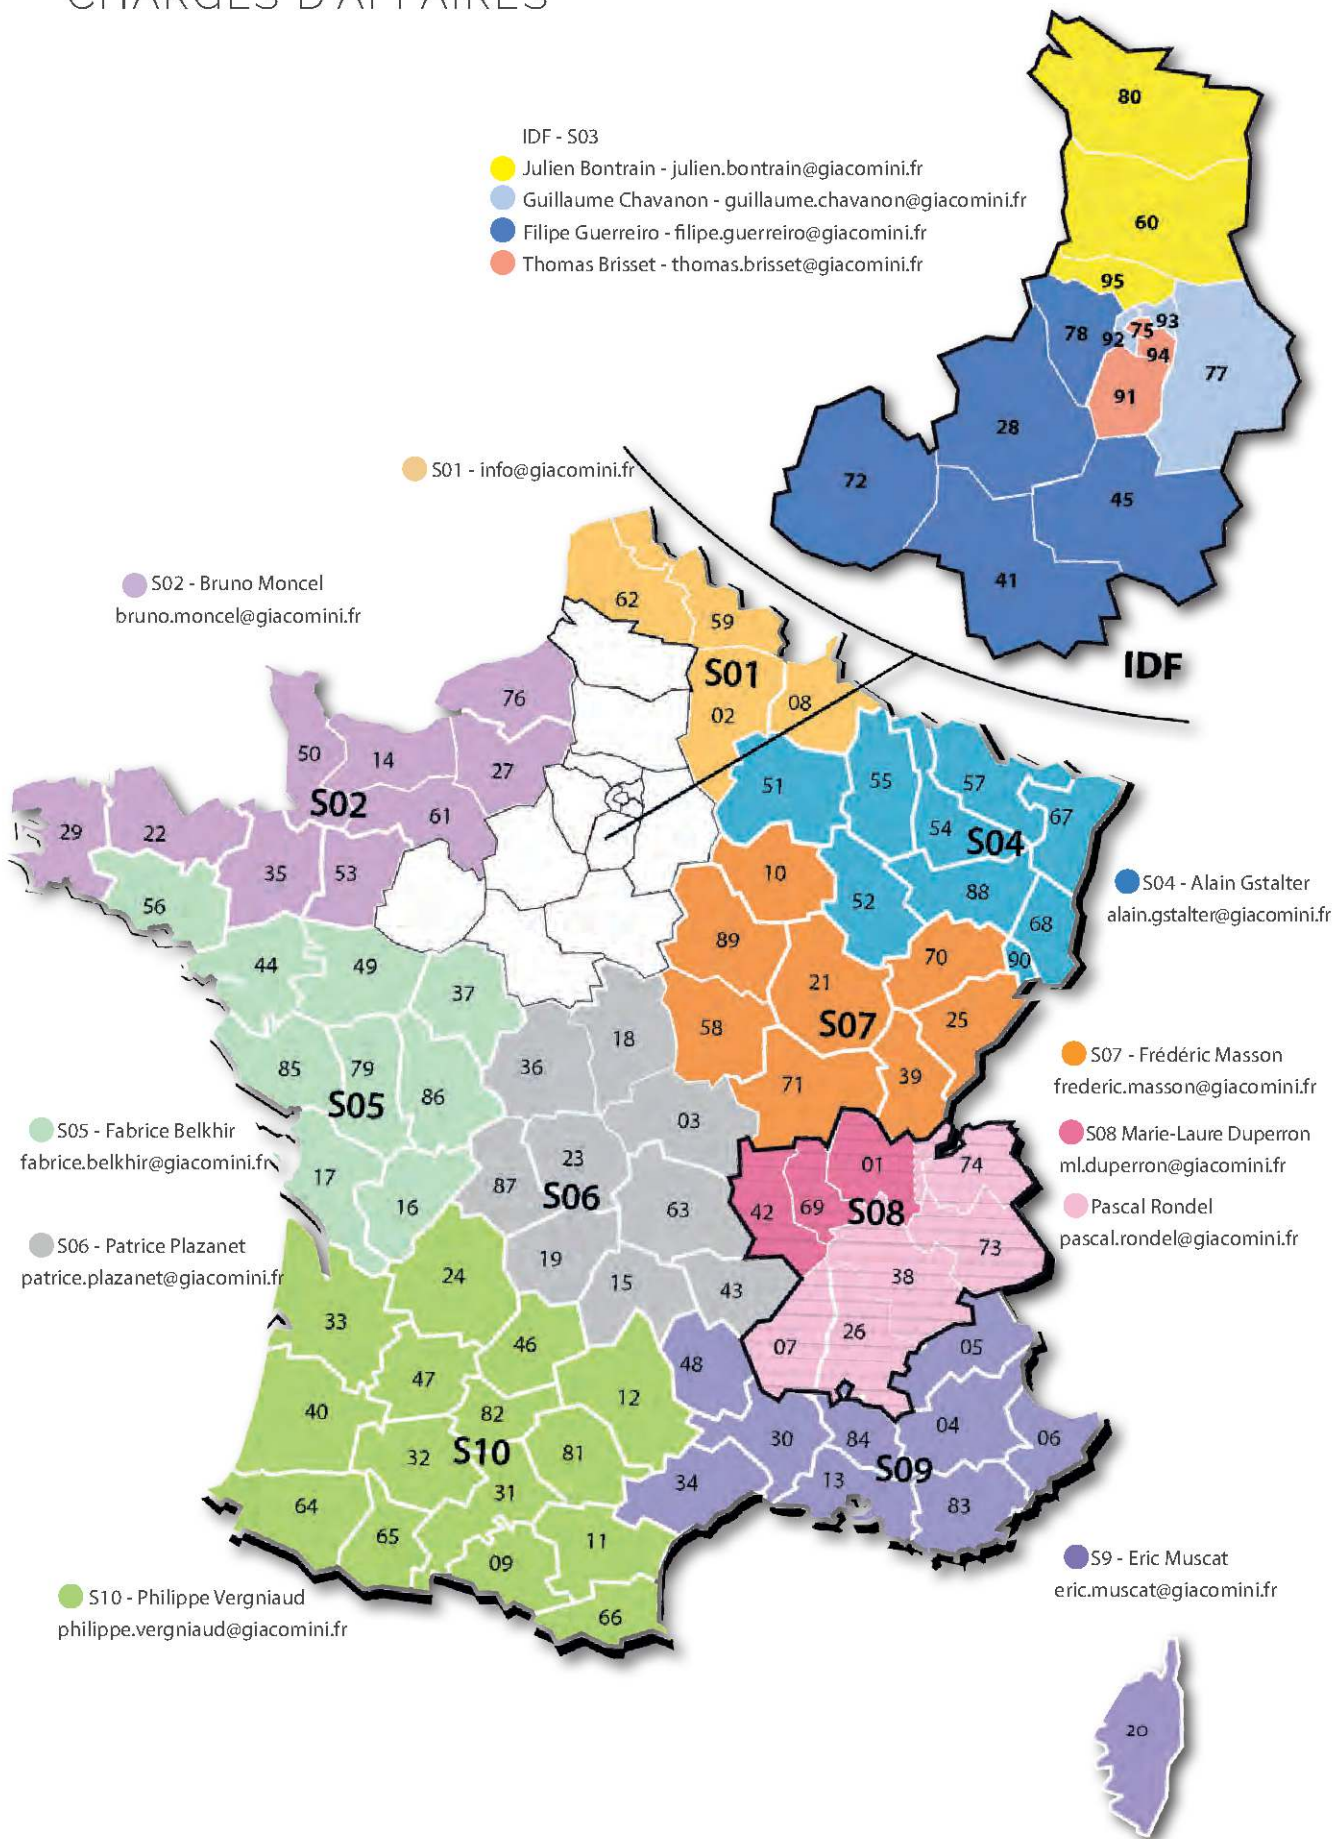 CHARGÉS D'AFFAIRES
IDF - S03
Julien Bontrain - julien.bontrain@giacomini.fr
Guillaume Chavanon - guillaume.chavanon@giacomini.fr
Filipe Guerreiro - filipe.guerreiro@giacomini.fr
Thomas Brisset - thomas.brisset@giacomini.fr
80
60
95
78
92
75
93
94
91
77
28
72
45
41
IDF
S01 - info@giacomini.fr
S02 - Bruno Moncel
bruno.moncel@giacomini.fr
62
59
S01
02
08
76
50
14
27
S02
61
29
22
35
53
56
51
55
57
54
67
S04
52
88
68
90
S04 - Alain Gstalter
alain.gstalter@giacomini.fr
10
89
70
21
58
S07
25
71
39
S07 - Frédéric Masson
frederic.masson@giacomini.fr
44
49
37
85
79
86
S05
17
16
S05 - Fabrice Belkhir
fabrice.belkhir@giacomini.fr
18
36
03
23
87
S06
63
19
15
43
S06 - Patrice Plazanet
patrice.plazanet@giacomini.fr
S08 Marie-Laure Duperron
ml.duperron@giacomini.fr
Pascal Rondel
pascal.rondel@giacomini.fr
01
74
42
69
S08
73
38
26
07
24
33
46
47
12
40
82
32
S10
81
31
64
65
11
09
66
05
48
04
06
30
84
34
13
S09
83
S9 - Eric Muscat
eric.muscat@giacomini.fr
S10 - Philippe Vergniaud
philippe.vergniaud@giacomini.fr
20